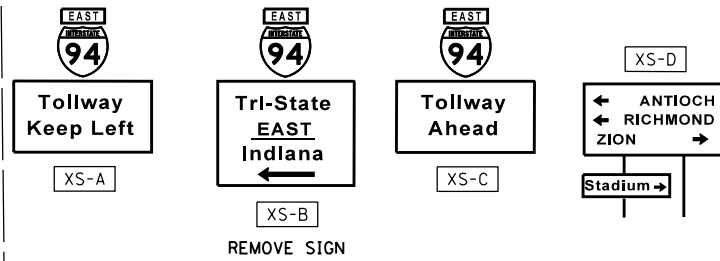 EAST
INTERSTATE
94
Tollway
Keep Left
XS-A
EAST
INTERSTATE
94
Tri-State
EAST
Indiana
←
XS-B
REMOVE SIGN
EAST
INTERSTATE
94
Tollway
Ahead
XS-C
XS-D
← ANTIOCH
← RICHMOND
ZION →
Stadium →